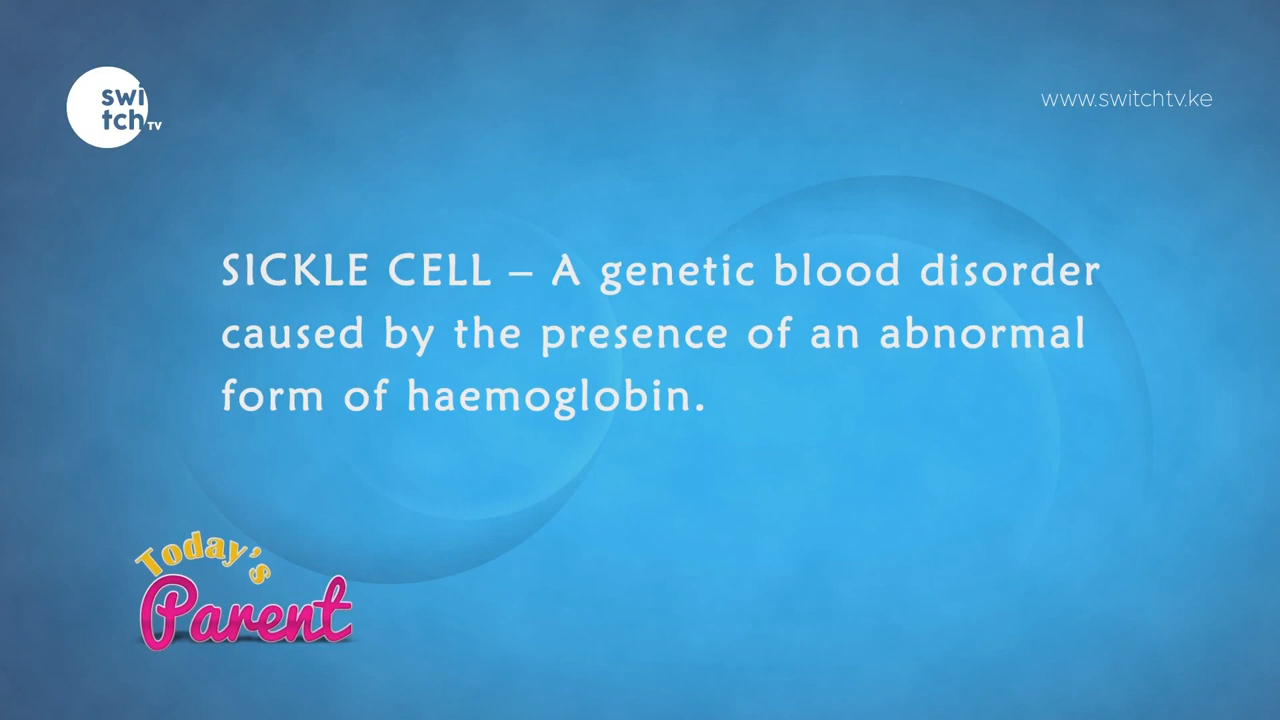 swi
tch TV
www.switchtv.ke
SICKLE CELL – A genetic blood disorder
caused by the presence of an abnormal
form of haemoglobin.
Today's
Parent